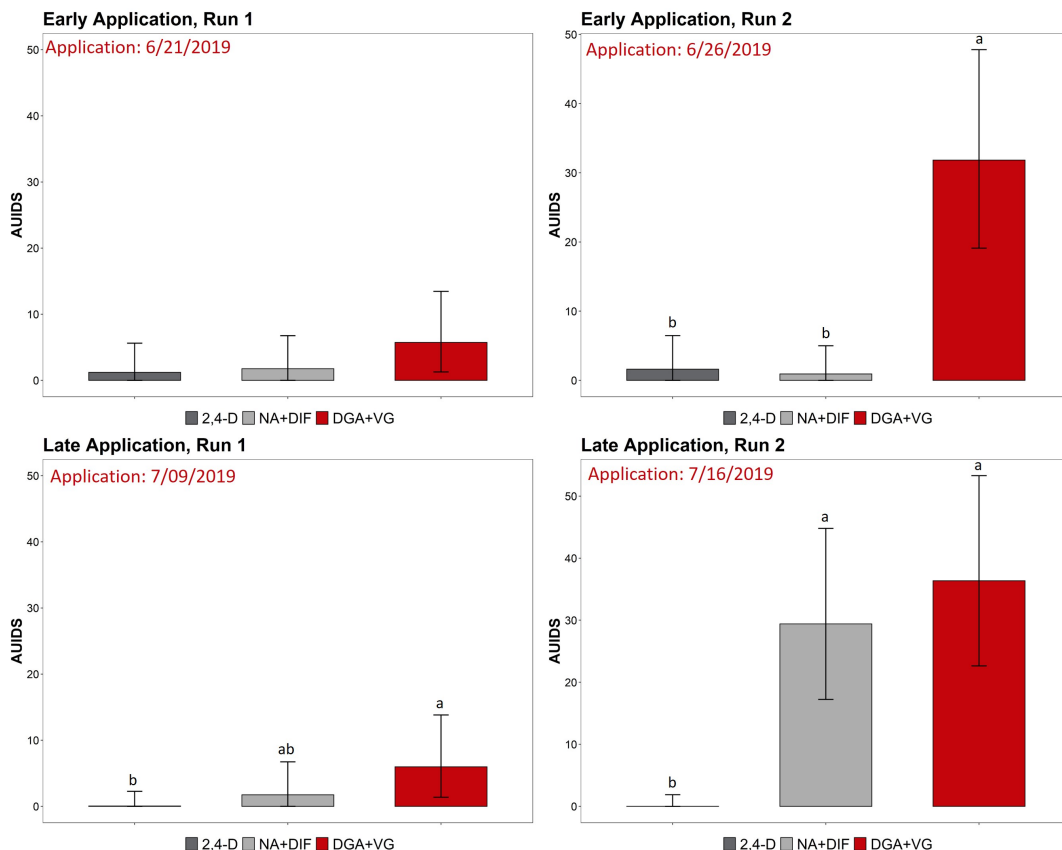 Early Application, Run 1
Application: 6/21/2019
50
40
30
20
10
0
AUIDS
2,4-D NA+DIF DGA+VG
Early Application, Run 2
Application: 6/26/2019
50
40
30
20
10
0
AUIDS
b
b
a
2,4-D NA+DIF DGA+VG
Late Application, Run 1
Application: 7/09/2019
50
40
30
20
10
0
AUIDS
b
ab
a
2,4-D NA+DIF DGA+VG
Late Application, Run 2
Application: 7/16/2019
50
40
30
20
10
0
AUIDS
b
a
a
2,4-D NA+DIF DGA+VG